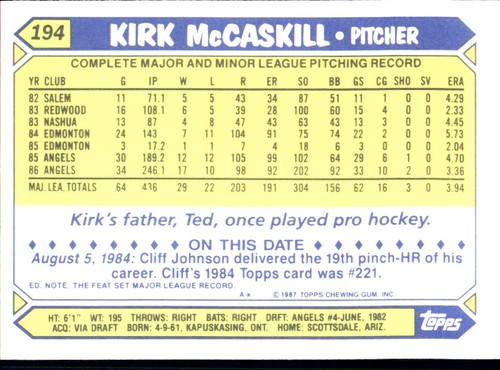 194 KIRK McCASKILL • PITCHER
COMPLETE MAJOR AND MINOR LEAGUE PITCHING RECORD
YR CLUB G IP W L R ER SO BB GS CG SHO SV ERA
82 SALEM 11 71.1 5 5 43 34 87 51 11 1 0 0 4.29
83 REDWOOD 16 108.1 6 5 39 28 100 60 15 4 0 0 2.33
83 NASHUA 13 87 4 8 47 43 63 43 13 3 0 0 4.45
84 EDMONTON 24 143 7 11 104 91 75 74 22 2 0 0 5.73
85 EDMONTON 3 17.2 1 1 7 4 18 6 3 0 0 0 2.04
85 ANGELS 30 189.2 12 12 105 99 102 64 29 6 1 0 4.70
86 ANGELS 34 246.1 17 10 98 92 202 92 33 10 2 0 3.36
MAJ. LEA. TOTALS 64 436 29 22 203 191 304 156 62 16 3 0 3.94
Kirk's father, Ted, once played pro hockey.
ON THIS DATE
August 5, 1984: Cliff Johnson delivered the 19th pinch-HR of his
career. Cliff's 1984 Topps card was #221.
ED. NOTE. THE FEAT SET MAJOR LEAGUE RECORD.
A * © 1987 TOPPS CHEWING GUM, INC.
HT: 6'1" WT: 195 THROWS: RIGHT BATS: RIGHT DRFT: ANGELS #4-JUNE, 1982
ACQ: VIA DRAFT BORN: 4-9-61, KAPUSKASING, ONT. HOME: SCOTTSDALE, ARIZ.
topps